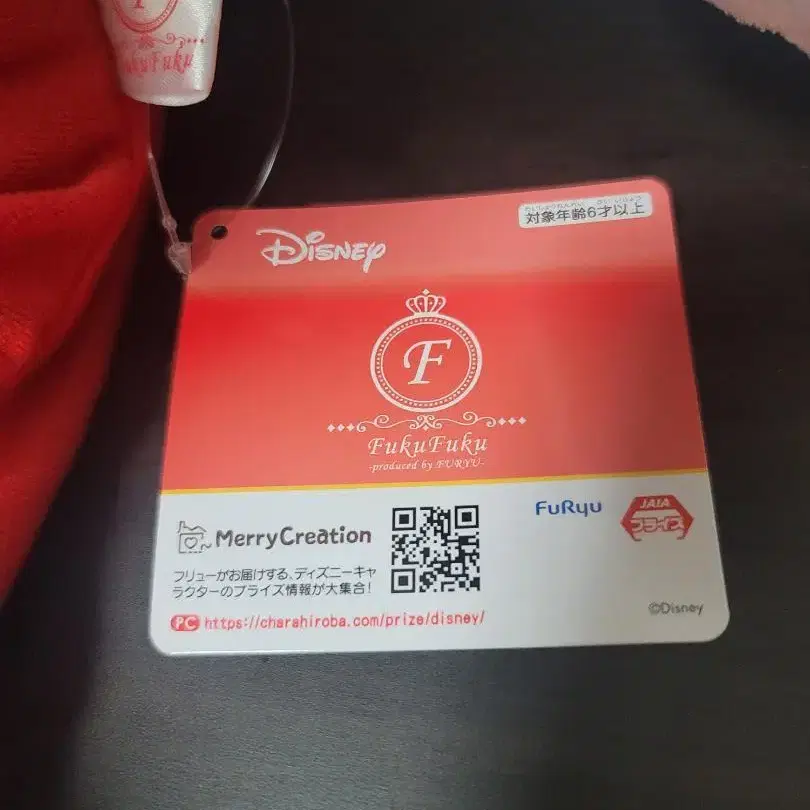 F
FukuFuku
対象年齢6才以上
Disney
F
FukuFuku
-produced by FURYU-
MerryCreation
FuRyu
JAIA
プライズ
フリューがお届けする、ディズニーキャ
ラクターのプライズ情報が大集合!
PC https://charahiroba.com/prize/disney/
©Disney